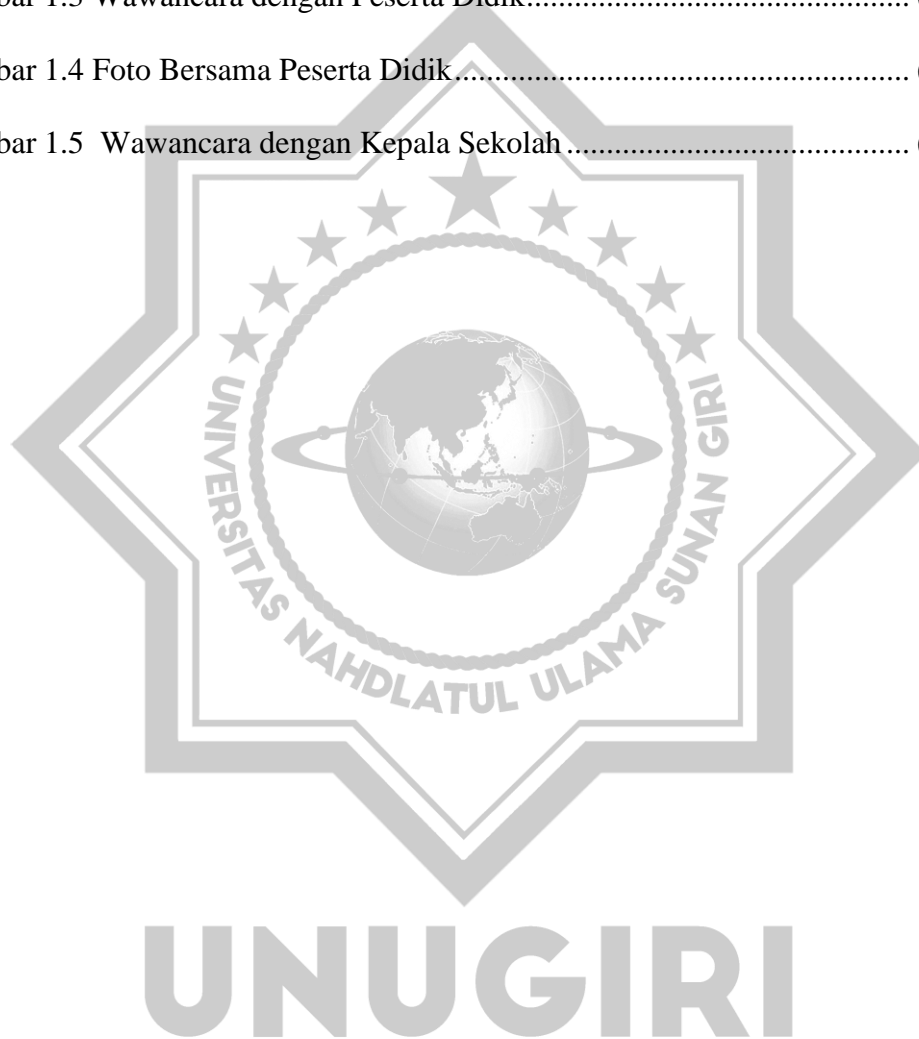 bar 1.3 Wawancara dengan Peserta Didik................................................
bar 1.4 Foto Bersama Peserta Didik.........................................................
bar 1.5 Wawancara dengan Kepala Sekolah...........................................
UNIVERSITAS NAHDLATUL ULAMA SUNAN GIRI
UNUGIRI